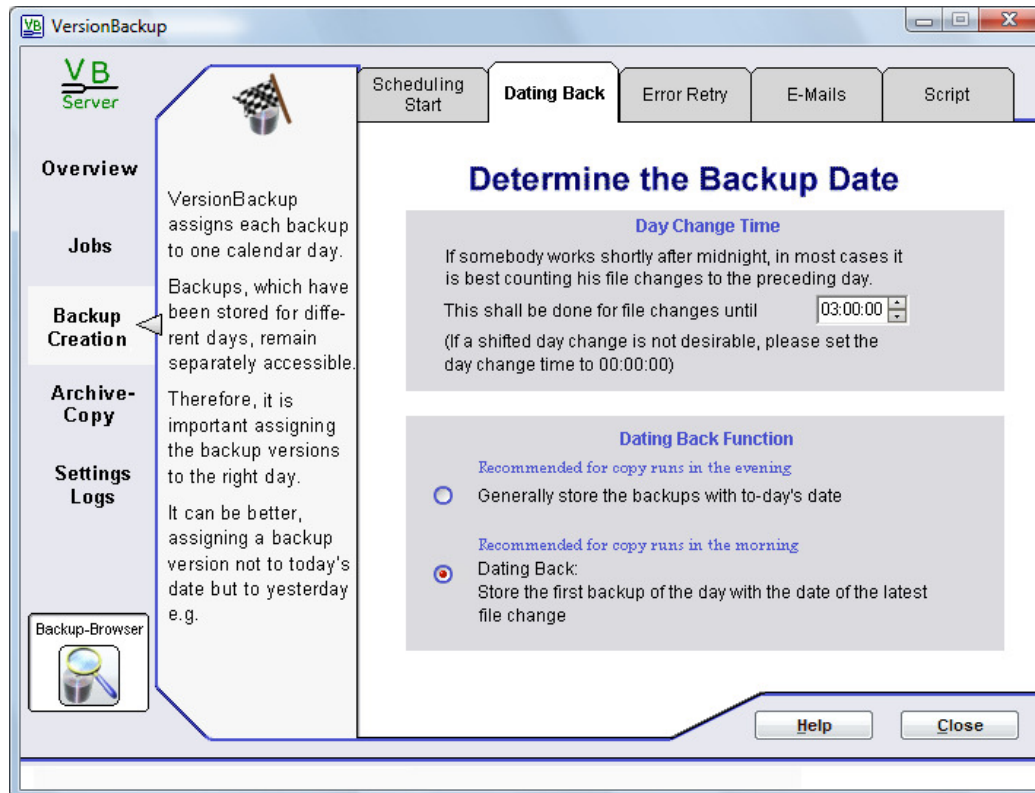 VersionBackup
VB
Server
Overview
Jobs
Backup
Creation
Archive-
Copy
Settings
Logs
Backup-Browser
VersionBackup
assigns each backup
to one calendar day.
Backups, which have
been stored for diffe-
rent days, remain
separately accessible.
Therefore, it is
important assigning
the backup versions
to the right day.
It can be better,
assigning a backup
version not to today's
date but to yesterday
e.g.
Scheduling
Start
Dating Back
Error Retry
E-Mails
Script
Determine the Backup Date
Day Change Time
If somebody works shortly after midnight, in most cases it
is best counting his file changes to the preceding day.
This shall be done for file changes until 03:00:00
(If a shifted day change is not desirable, please set the
day change time to 00:00:00)
Dating Back Function
Recommended for copy runs in the evening
Generally store the backups with to-day's date
Recommended for copy runs in the morning
Dating Back:
Store the first backup of the day with the date of the latest
file change
Help
Close